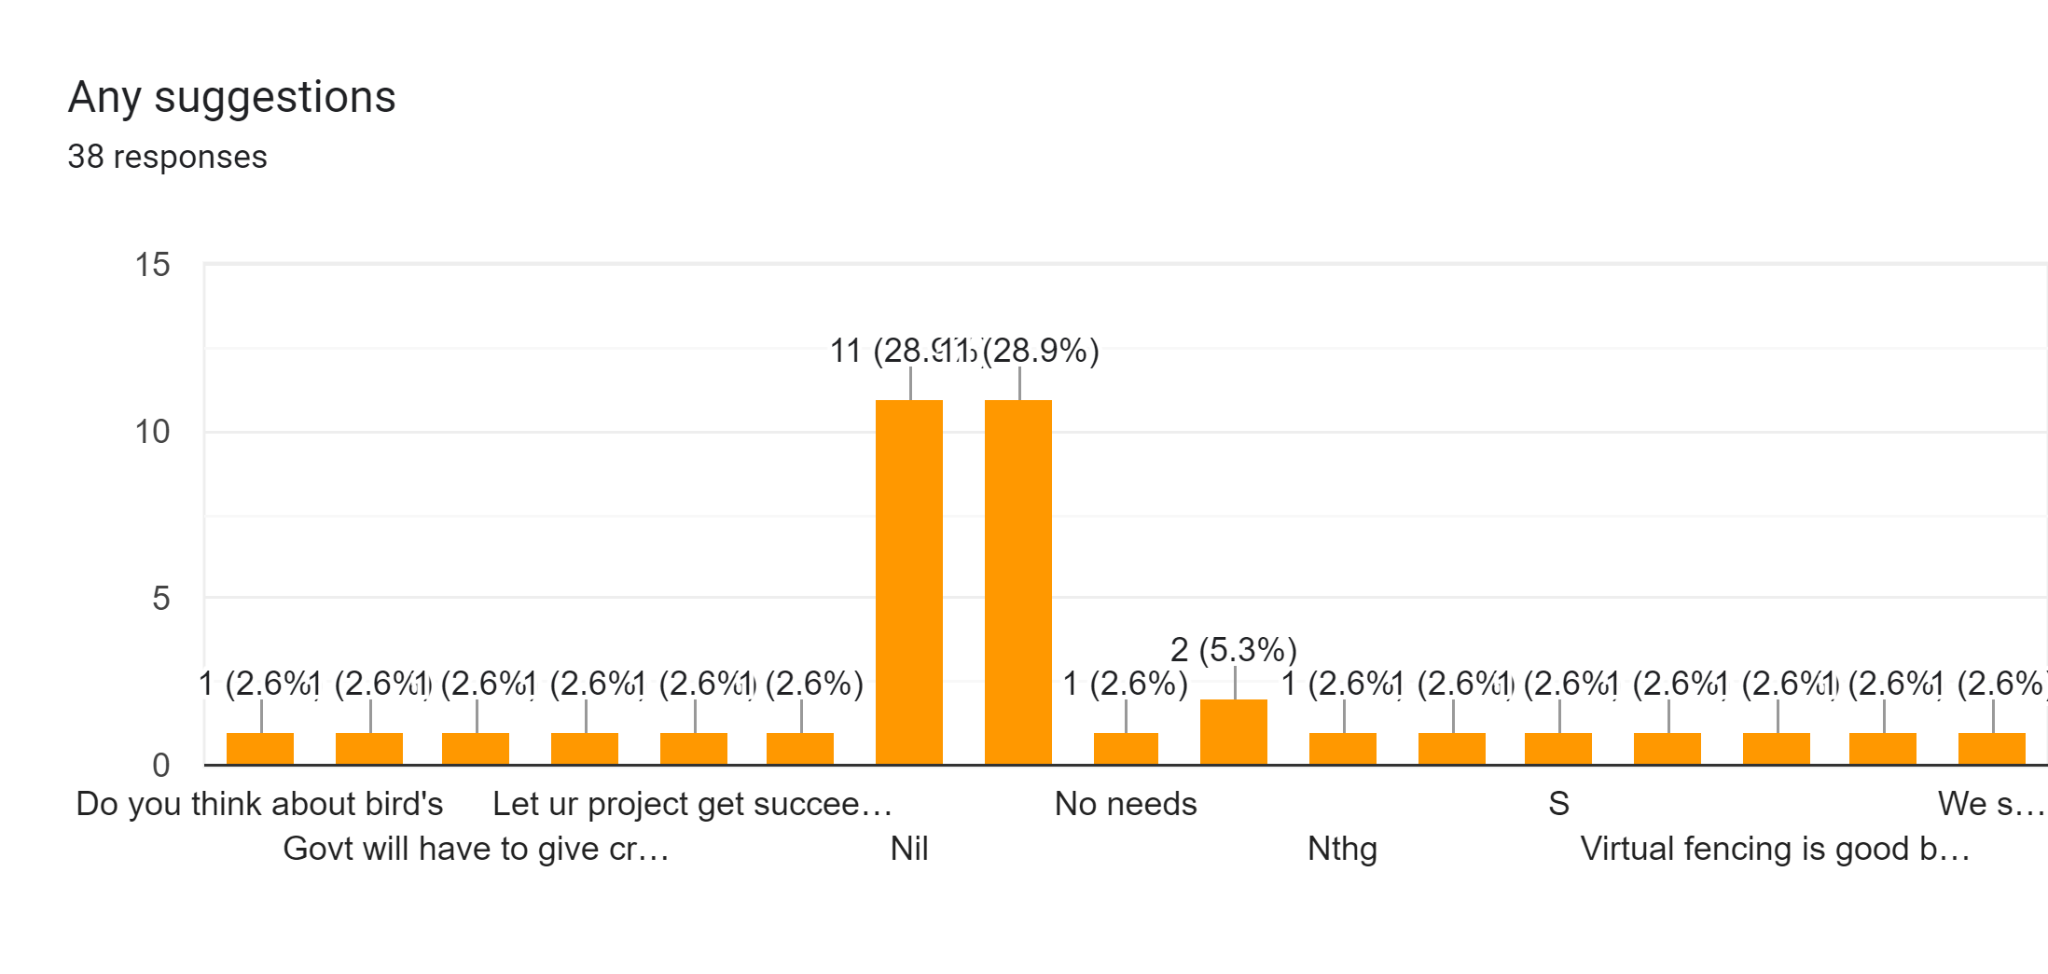 Any suggestions
38 responses
15
10
5
0
11 (28.9%)
11 (28.9%)
1 (2.6%)
1 (2.6%)
1 (2.6%)
1 (2.6%)
1 (2.6%)
1 (2.6%)
1 (2.6%)
2 (5.3%)
1 (2.6%)
1 (2.6%)
1 (2.6%)
1 (2.6%)
1 (2.6%)
1 (2.6%)
1 (2.6%)
Do you think about bird's
Let ur project get succee…
No needs
S
We s…
Govt will have to give cr…
Nil
Nthg
Virtual fencing is good b…